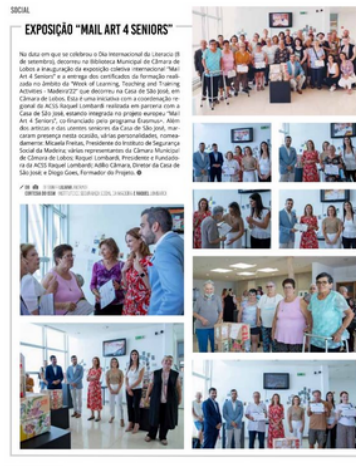 SOCIAL
EXPOSIÇÃO "MAIL ART 4 SENIORS"
Na data em que se celebrou o Dia Internacional da Literacia (8
de setembro), decorreu na Biblioteca Municipal de Câmara de
Lobos a inauguração da exposição coletiva internacional "Mail
Art 4 Seniors" e a entrega dos certificados da formação reali-
zada no âmbito da "Week of Learning, Teaching and Training
Activities - Madeira'22" que decorreu na Casa de São José, em
Câmara de Lobos. Esta é uma iniciativa com a coordenação re-
gional da ACSS Raquel Lombardi realizada em parceria com a
Casa de São José, estando integrada no projeto europeu "Mail
Art 4 Seniors", co-financiado pelo programa Erasmus+. Além
dos artistas e das utentes seniores da Casa de São José, mar-
caram presença nesta ocasião, várias personalidades, nomea-
damente: Micaela Freitas, Presidente do Instituto de Segurança
Social da Madeira; várias representantes da Câmara Municipal
de Câmara de Lobos; Raquel Lombardi, Presidente e Fundado-
ra da ACSS Raquel Lombardi; Adílio Câmara, Diretor da Casa de
São José; e Diogo Goes, Formador do Projeto.